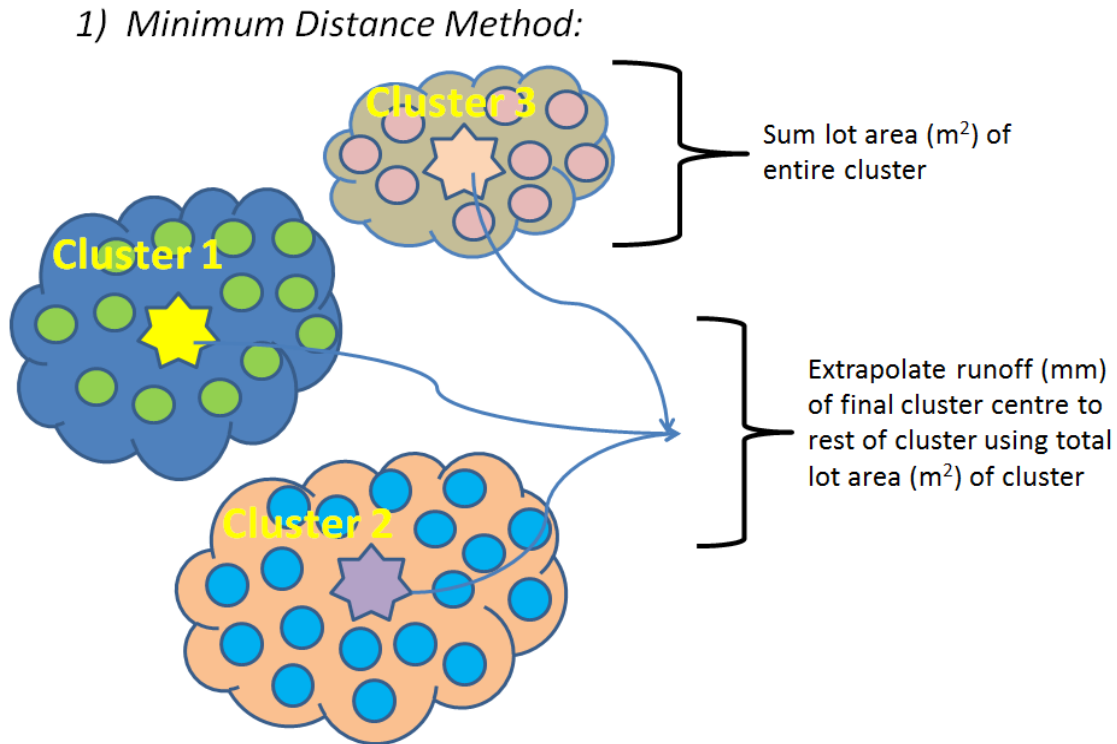 1) Minimum Distance Method:
Cluster 3
Sum lot area (m²) of
entire cluster
Cluster 1
Extrapolate runoff (mm)
of final cluster centre to
rest of cluster using total
lot area (m²) of cluster
Cluster 2